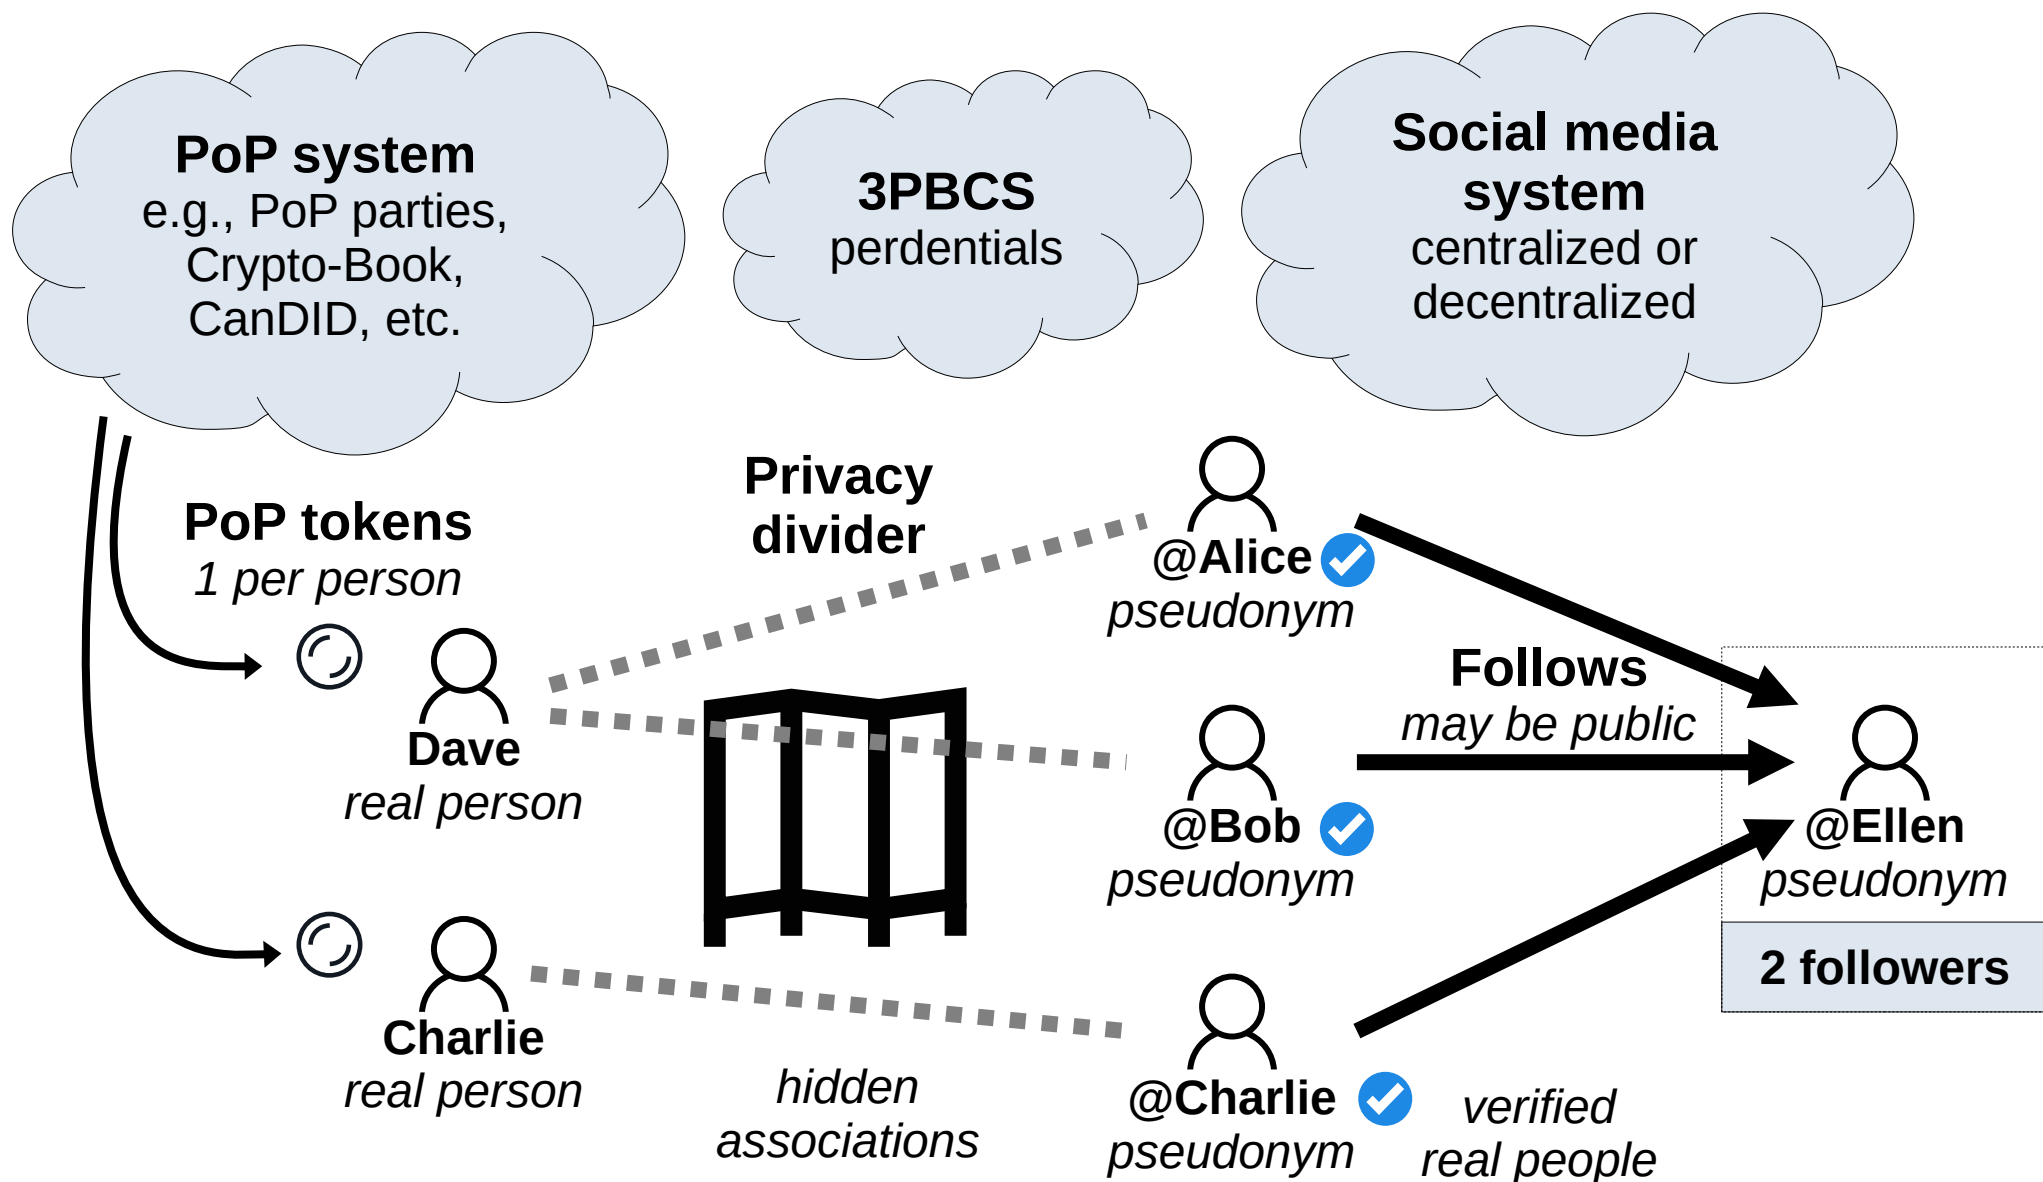 PoP system
e.g., PoP parties,
Crypto-Book,
CanDID, etc.
3PBCS
perdentials
Social media
system
centralized or
decentralized
PoP tokens
1 per person
Privacy
divider
Dave
real person
Charlie
real person
hidden
associations
@Alice
pseudonym
Follows
may be public
@Bob
pseudonym
@Charlie
pseudonym
verified
real people
@Ellen
pseudonym
2 followers